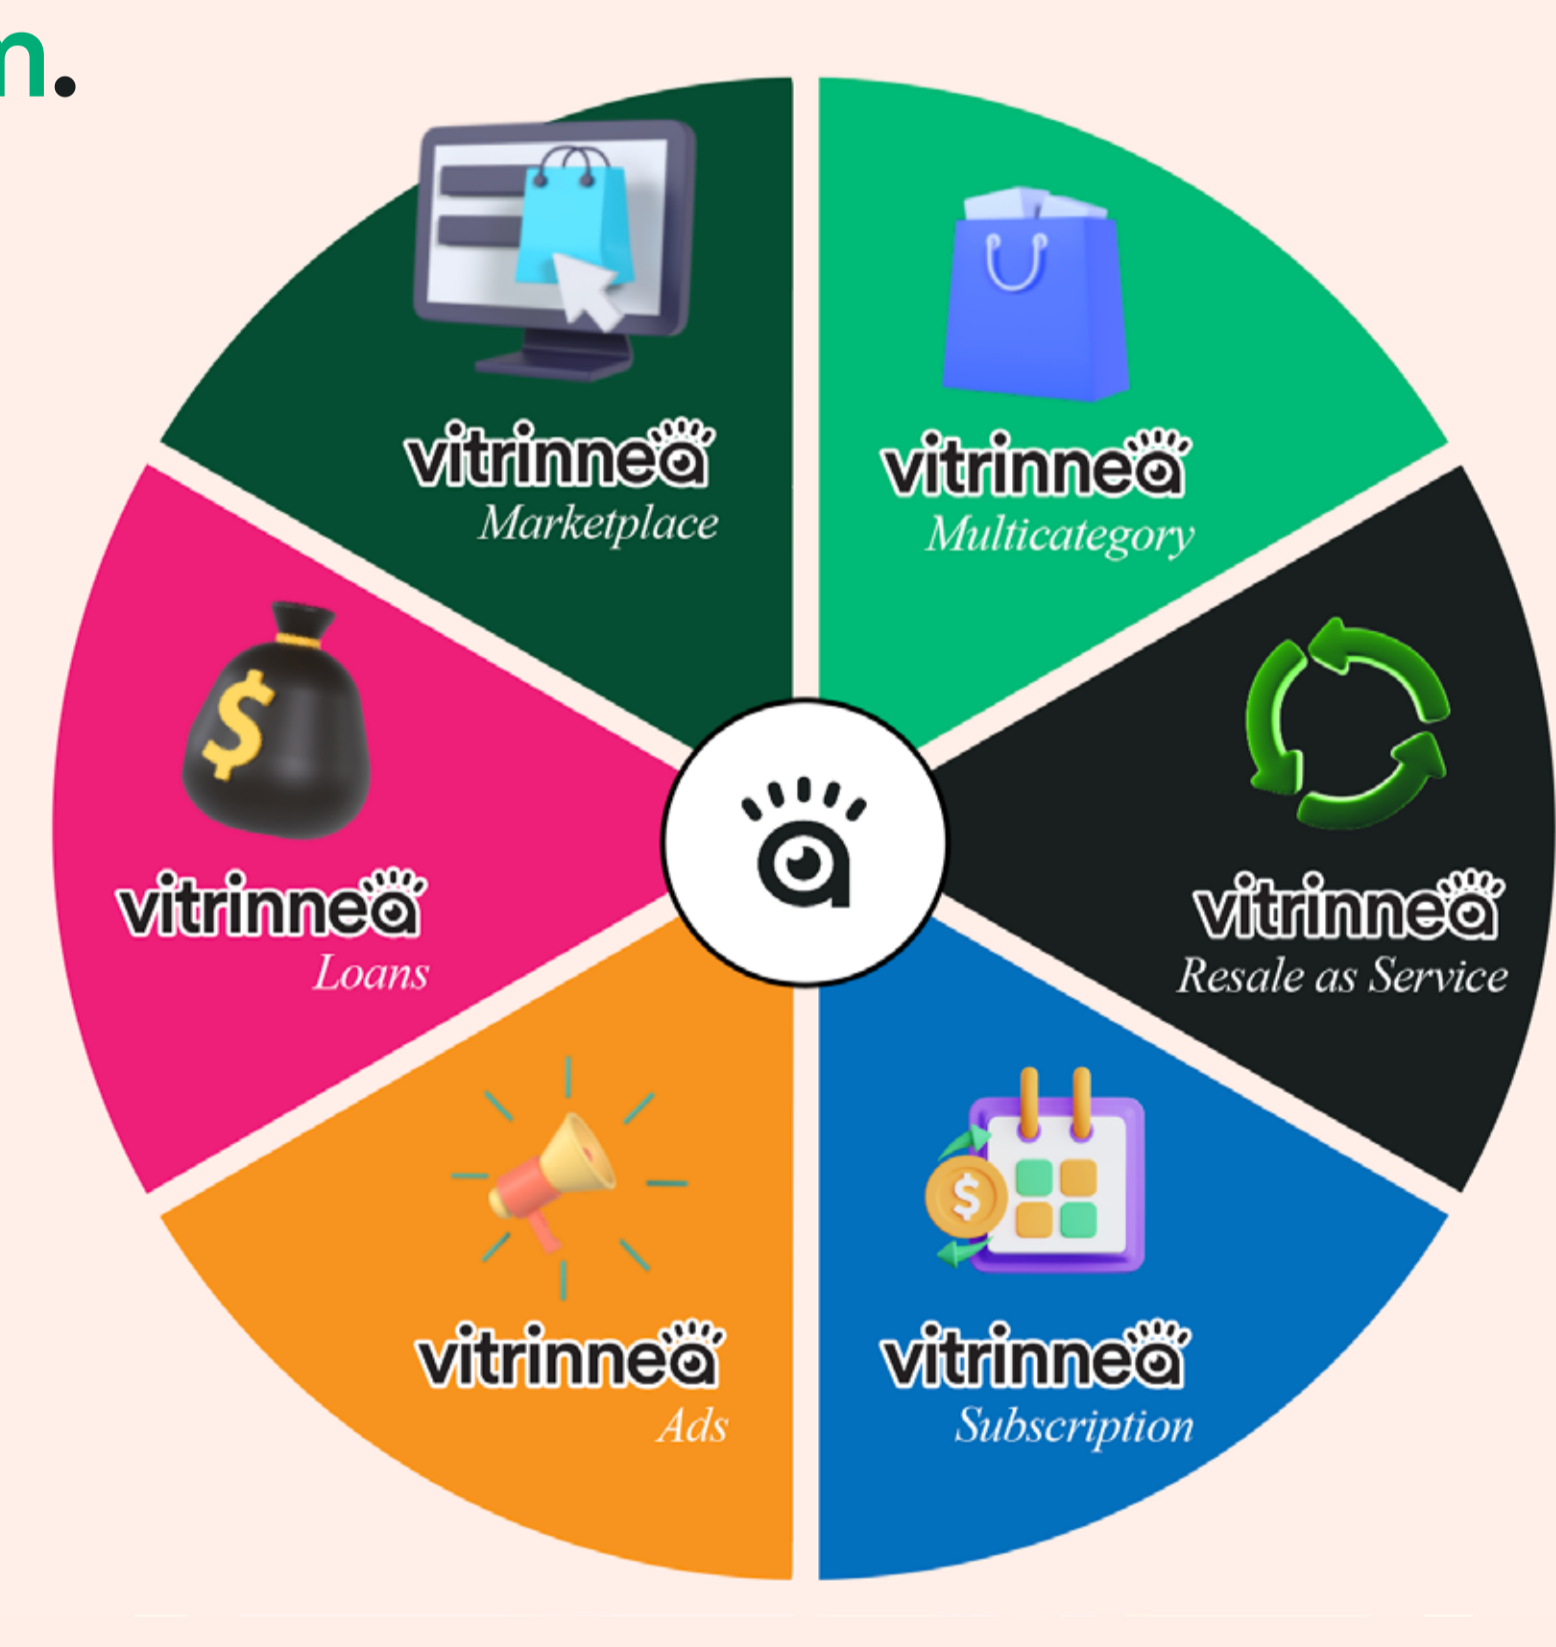 n.
vitrinnea
Marketplace
vitrinnea
Multicategory
vitrinnea
Loans
$
a
vitrinnea
Resale as Service
vitrinnea
Ads
vitrinnea
Subscription
$